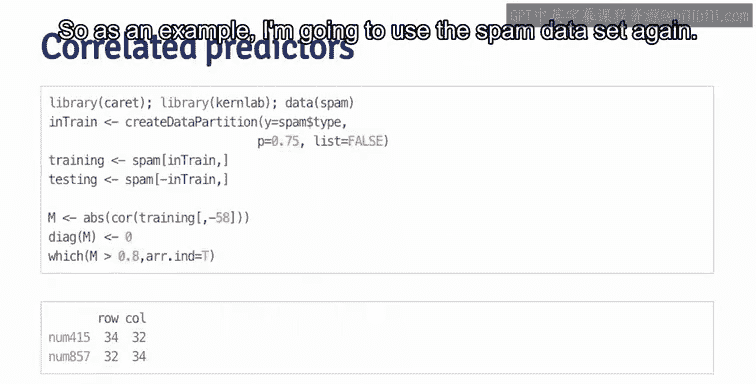 So as an example, I'm going to use the spam data set again.
Correlated predictors
library(caret); library(kernlab); data(spam)
inTrain <- createDataPartition(y=spam$type,
p=0.75, list=FALSE)
training <- spam[inTrain,]
testing <- spam[-inTrain,]
M <- abs(cor(training[,-58]))
diag(M) <- 0
which(M > 0.8,arr.ind=T)
row col
num415 34 32
num857 32 34